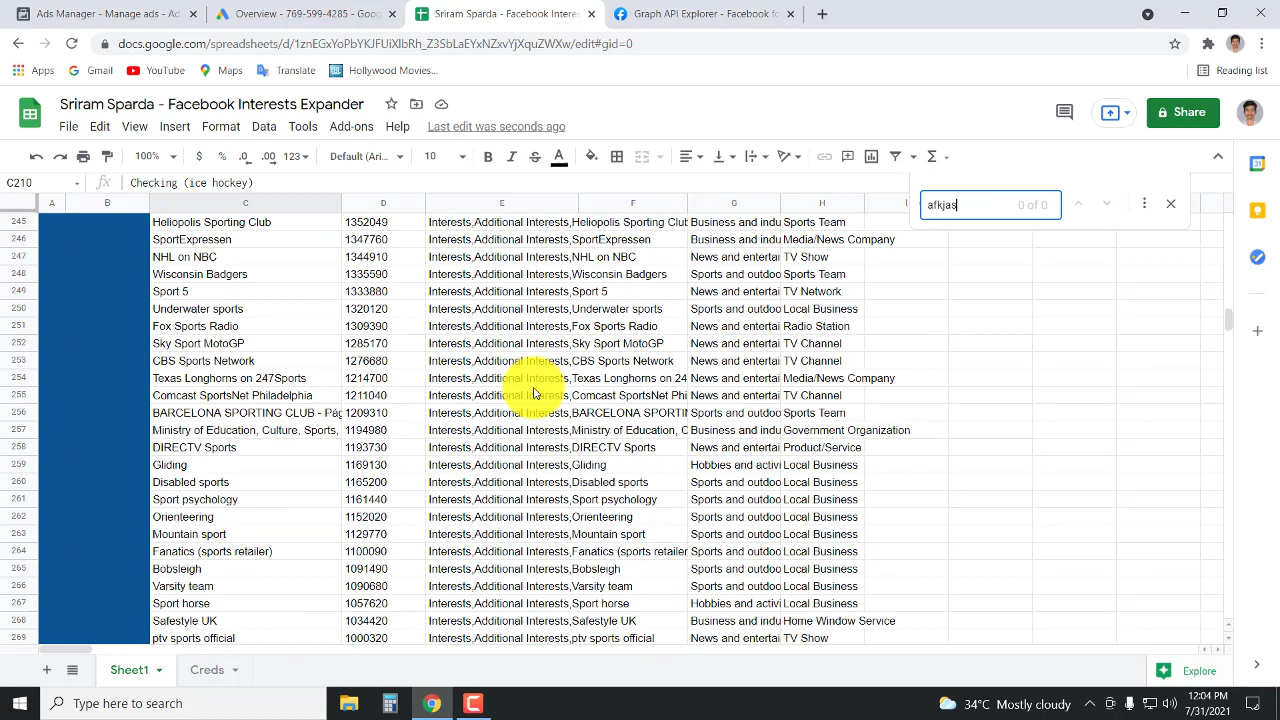 Ads Manager - Manage ads - Ad
Overview - 769-599-4285 - Goog
Sriram Sparda - Facebook Interes
Graph API Explorer - Facebook fo
docs.google.com/spreadsheets/d/1znEGxYoPbYKJFUiXlbRh_Z3SbLaEYxNZxvYjXquZWXw/edit#gid=0
Apps
Gmail
YouTube
Maps
Translate
Hollywood Movies...
Reading list
Sriram Sparda - Facebook Interests Expander
File Edit View Insert Format Data Tools Add-ons Help Last edit was seconds ago
Share
100% $ % .0 .00 123 Default (Ari... 10
C210 fx Checking (ice hockey)
afkjas 0 of 0
A B C D E F G H
245 Heliopolis Sporting Club 1352049 Interests,Additional Interests,Heliopolis Sporting Club Business and indu Sports Team
246 SportExpressen 1347760 Interests,Additional Interests,SportExpressen Business and indu Media/News Company
247 NHL on NBC 1344910 Interests,Additional Interests,NHL on NBC News and entertai TV Show
248 Wisconsin Badgers 1335590 Interests,Additional Interests,Wisconsin Badgers Sports and outdoo Sports Team
249 Sport 5 1333880 Interests,Additional Interests,Sport 5 News and entertai TV Network
250 Underwater sports 1320120 Interests,Additional Interests,Underwater sports Sports and outdoo Local Business
251 Fox Sports Radio 1309390 Interests,Additional Interests,Fox Sports Radio News and entertai Radio Station
252 Sky Sport MotoGP 1285170 Interests,Additional Interests,Sky Sport MotoGP News and entertai TV Channel
253 CBS Sports Network 1276680 Interests,Additional Interests,CBS Sports Network News and entertai TV Channel
254 Texas Longhorns on 247Sports 1214700 Interests,Additional Interests,Texas Longhorns on 24 News and entertai Media/News Company
255 Comcast SportsNet Philadelphia 1211040 Interests,Additional Interests,Comcast SportsNet Phi News and entertai TV Channel
256 BARCELONA SPORTING CLUB - Pág 1209310 Interests,Additional Interests,BARCELONA SPORTIN Sports and outdoo Sports Team
257 Ministry of Education, Culture, Sports, 1194980 Interests,Additional Interests,Ministry of Education, C Business and indu Government Organization
258 DIRECTV Sports 1193730 Interests,Additional Interests,DIRECTV Sports News and entertai Product/Service
259 Gliding 1169130 Interests,Additional Interests,Gliding Hobbies and activi Local Business
260 Disabled sports 1165200 Interests,Additional Interests,Disabled sports Sports and outdoo Local Business
261 Sport psychology 1161440 Interests,Additional Interests,Sport psychology Sports and outdoo Local Business
262 Orienteering 1152020 Interests,Additional Interests,Orienteering Sports and outdoo Local Business
263 Mountain sport 1129770 Interests,Additional Interests,Mountain sport Sports and outdoo Local Business
264 Fanatics (sports retailer) 1100090 Interests,Additional Interests,Fanatics (sports retailer Sports and outdoo Local Business
265 Bobsleigh 1091490 Interests,Additional Interests,Bobsleigh Sports and outdoo Local Business
266 Varsity team 1090680 Interests,Additional Interests,Varsity team Sports and outdoo Local Business
267 Sport horse 1057620 Interests,Additional Interests,Sport horse Hobbies and activi Local Business
268 Safestyle UK 1034420 Interests,Additional Interests,Safestyle UK Business and indu Home Window Service
269 ptv sports official 1000320 Interests,Additional Interests,ptv sports official News and entertai TV Show
Sheet1
Creds
Explore
Type here to search
34°C Mostly cloudy
12:04 PM
7/31/2021